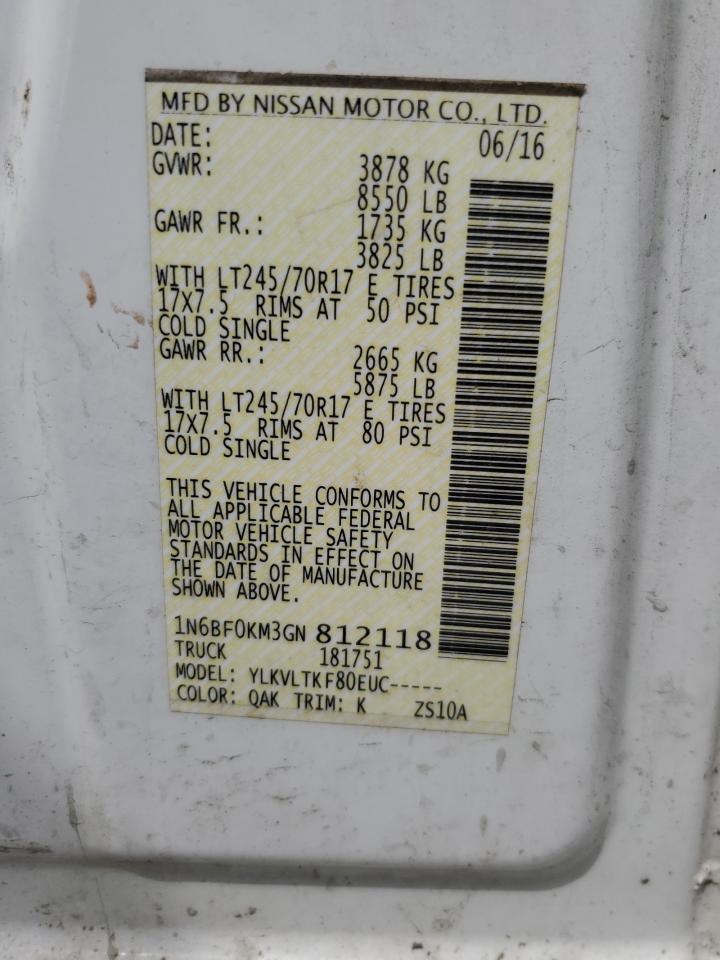 MFD BY NISSAN MOTOR CO., LTD.
DATE: 06/16
GVWR: 3878 KG
8550 LB
GAWR FR.: 1735 KG
3825 LB
WITH LT245/70R17 E TIRES
17X7.5 RIMS AT 50 PSI
COLD SINGLE
GAWR RR.: 2665 KG
5875 LB
WITH LT245/70R17 E TIRES
17X7.5 RIMS AT 80 PSI
COLD SINGLE
THIS VEHICLE CONFORMS TO
ALL APPLICABLE FEDERAL
MOTOR VEHICLE SAFETY
STANDARDS IN EFFECT ON
THE DATE OF MANUFACTURE
SHOWN ABOVE.
1N6BF0KM3GN 812118
TRUCK 181751
MODEL: YLKVLTKF80EUC-----
COLOR: QAK TRIM: K ZS10A